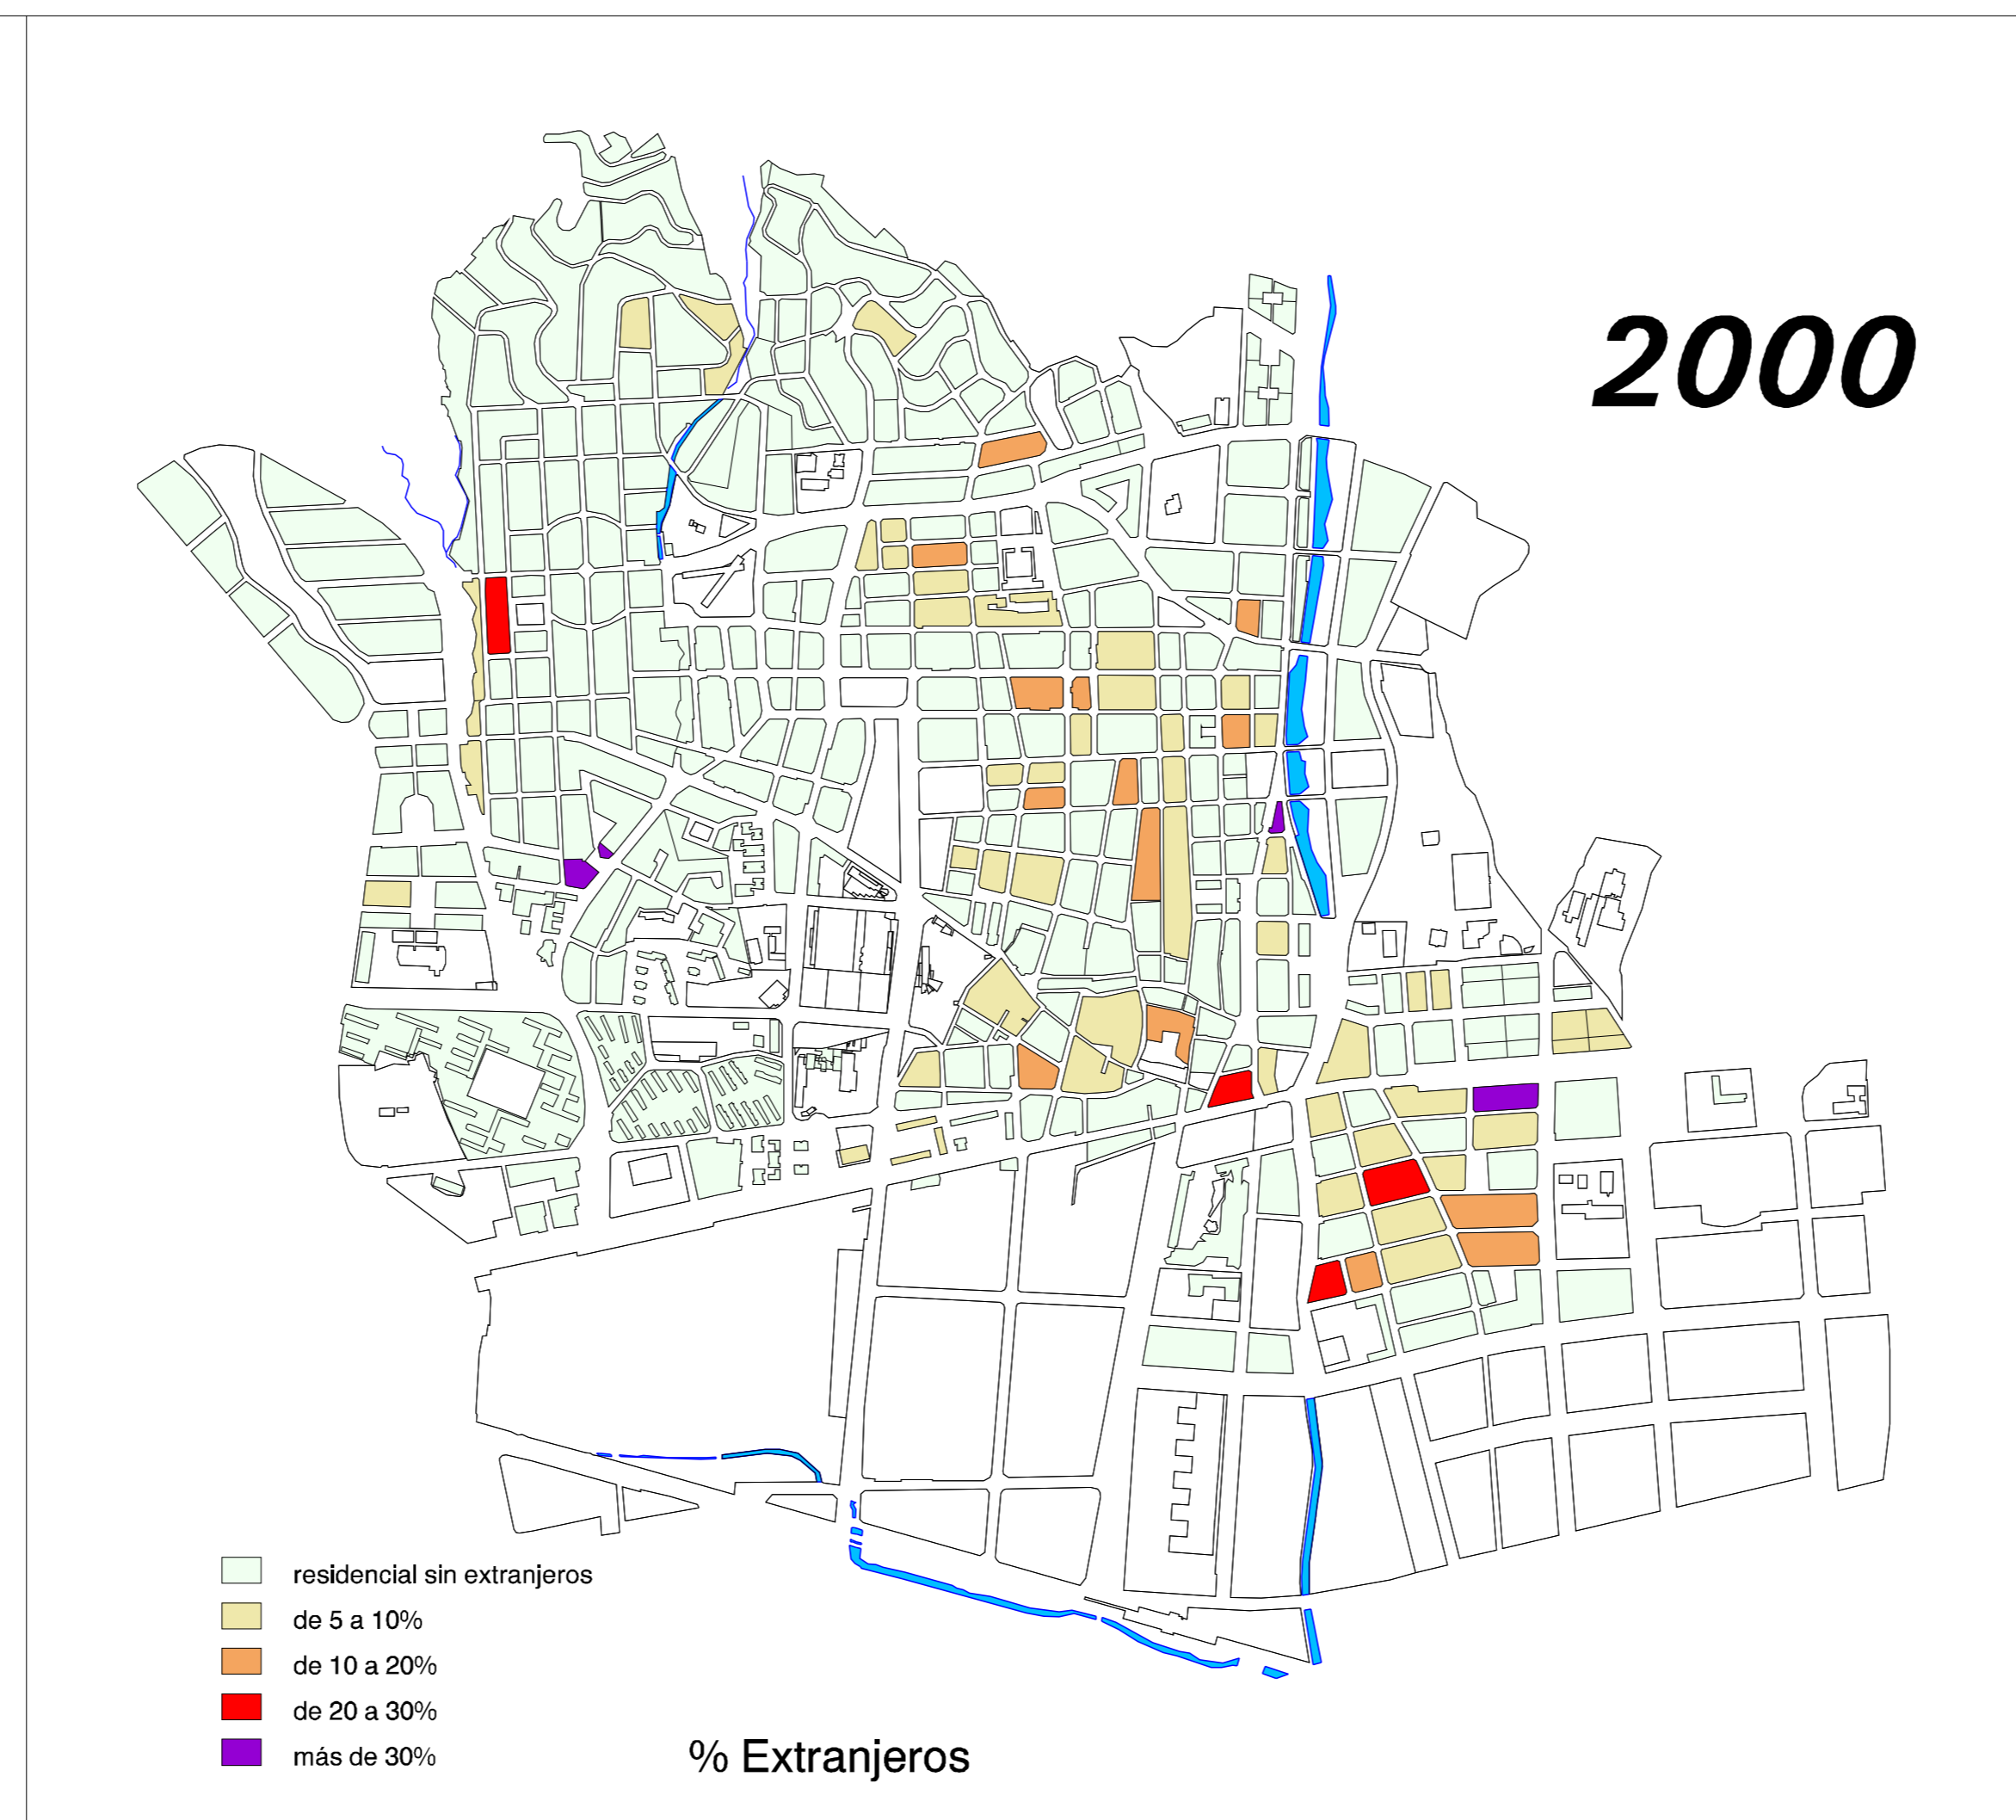 2000
residencial sin extranjeros
de 5 a 10%
de 10 a 20%
de 20 a 30%
más de 30%
% Extranjeros